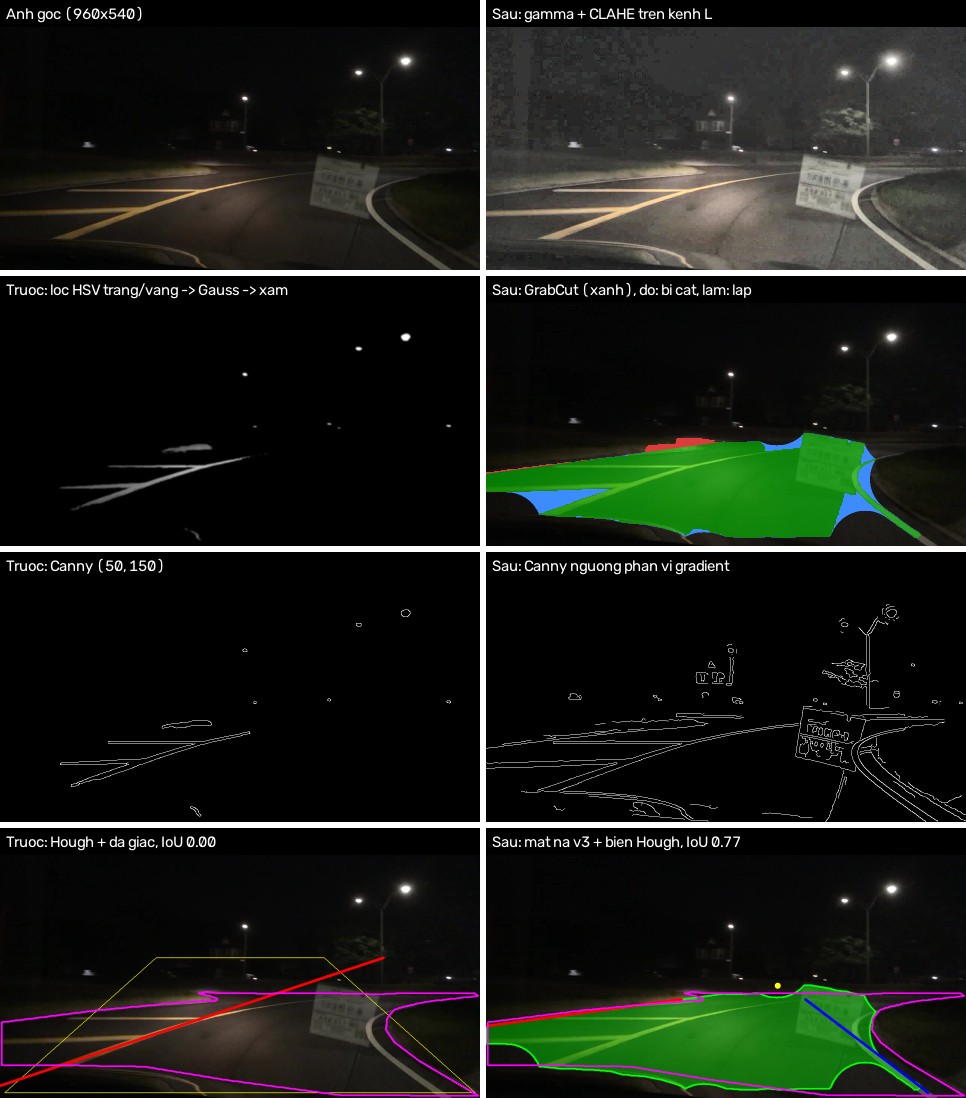 Anh goc (960x540)
Sau: gamma + CLAHE tren kenh L
Truoc: loc HSV trang/vang -> Gauss -> xam
Sau: GrabCut (xanh), do: bi cat, lam: lap
Truoc: Canny (50,150)
Sau: Canny nguong phan vi gradient
Truoc: Hough + da giac, IoU 0.00
Sau: mat na v3 + bien Hough, IoU 0.77